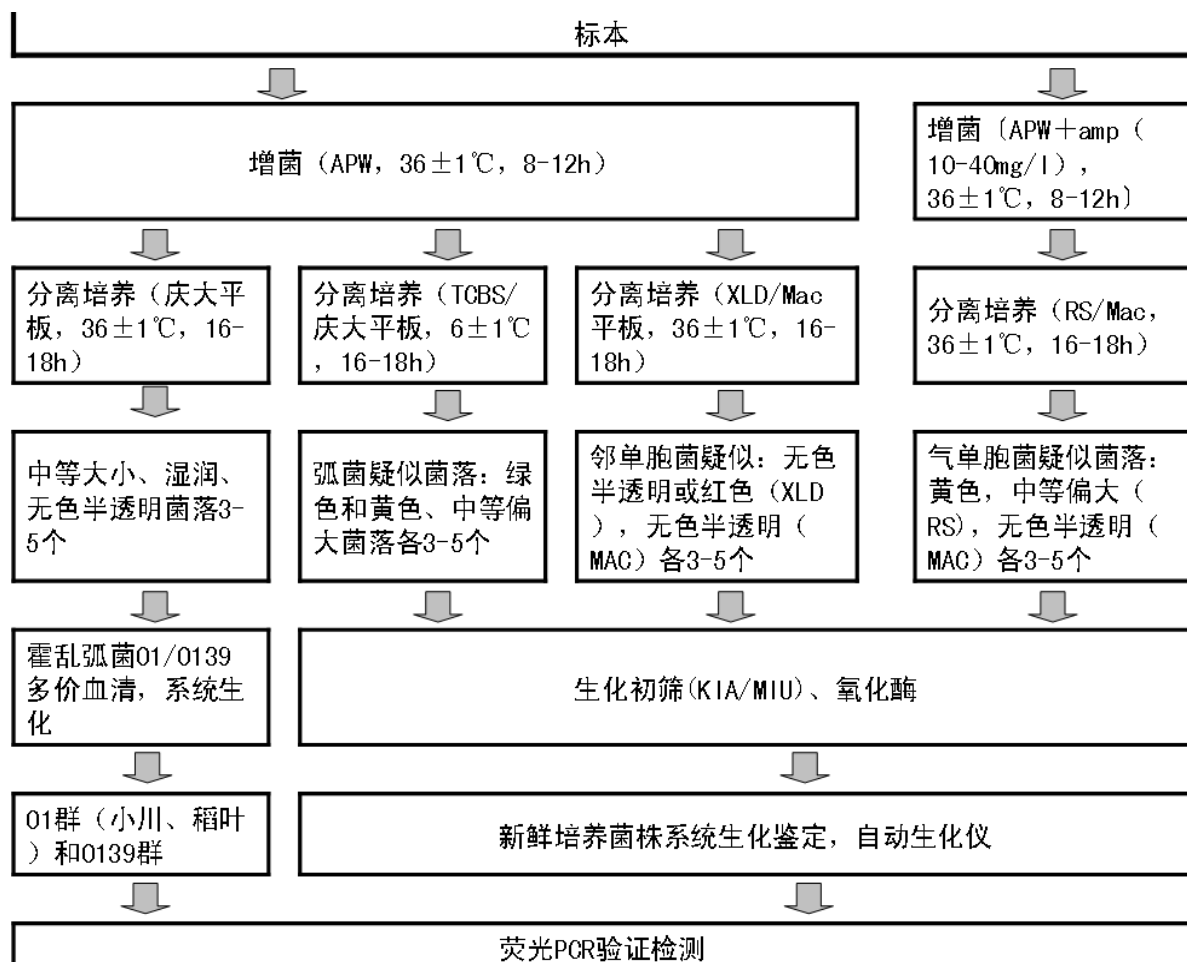 标本
增菌（APW，36±1℃，8-12h）
增菌〔APW＋amp（
10-40mg/l），
36±1℃，8-12h〕
分离培养（庆大平
板，36±1℃，16-
18h）
分离培养（TCBS/
庆大平板，6±1℃
，16-18h）
分离培养（XLD/Mac
平板，36±1℃，16-
18h）
分离培养（RS/Mac，
36±1℃，16-18h）
中等大小、湿润、
无色半透明菌落3-
5个
弧菌疑似菌落：绿
色和黄色、中等偏
大菌落各3-5个
邻单胞菌疑似：无色
半透明或红色（XLD
），无色半透明（
MAC）各3-5个
气单胞菌疑似菌落：
黄色，中等偏大（
RS），无色半透明（
MAC）各3-5个
霍乱弧菌O1/O139
多价血清，系统生
化
生化初筛(KIA/MIU)、氧化酶
O1群（小川、稻叶
）和O139群
新鲜培养菌株系统生化鉴定，自动生化仪
荧光PCR验证检测